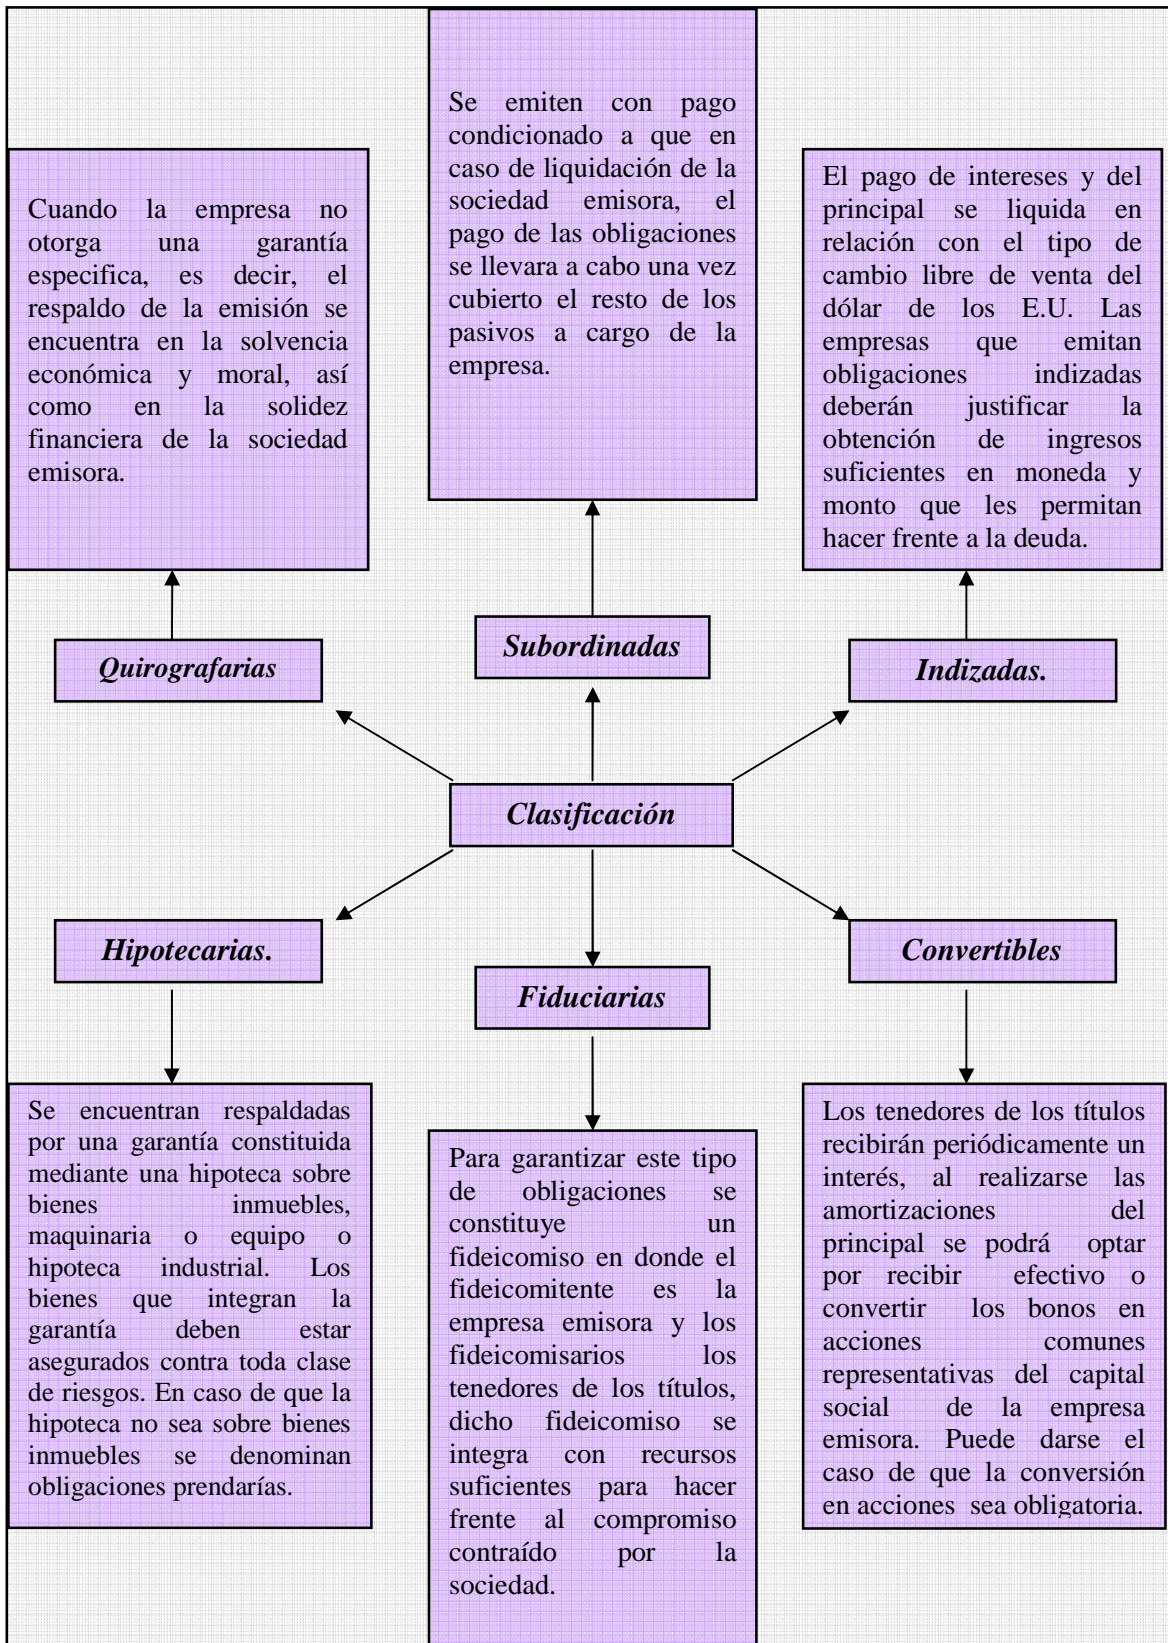 Se emiten con pago
condicionado a que en
caso de liquidación de la
sociedad emisora, el
pago de las obligaciones
se llevara a cabo una vez
cubierto el resto de los
pasivos a cargo de la
empresa.
Cuando la empresa no
otorga una garantía
especifica, es decir, el
respaldo de la emisión se
encuentra en la solvencia
económica y moral, así
como en la solidez
financiera de la sociedad
emisora.
El pago de intereses y del
principal se liquida en
relación con el tipo de
cambio libre de venta del
dólar de los E.U. Las
empresas que emitan
obligaciones indizadas
deberán justificar la
obtención de ingresos
suficientes en moneda y
monto que les permitan
hacer frente a la deuda.
Quirografarias
Subordinadas
Indizadas.
Clasificación
Hipotecarias.
Fiduciarias
Convertibles
Se encuentran respaldadas
por una garantía constituida
mediante una hipoteca sobre
bienes inmuebles,
maquinaria o equipo o
hipoteca industrial. Los
bienes que integran la
garantía deben estar
asegurados contra toda clase
de riesgos. En caso de que la
hipoteca no sea sobre bienes
inmuebles se denominan
obligaciones prendarías.
Para garantizar este tipo
de obligaciones se
constituye un
fideicomiso en donde el
fideicomitente es la
empresa emisora y los
fideicomisarios los
tenedores de los títulos,
dicho fideicomiso se
integra con recursos
suficientes para hacer
frente al compromiso
contraído por la
sociedad.
Los tenedores de los títulos
recibirán periódicamente un
interés, al realizarse las
amortizaciones del
principal se podrá optar
por recibir efectivo o
convertir los bonos en
acciones comunes
representativas del capital
social de la empresa
emisora. Puede darse el
caso de que la conversión
en acciones sea obligatoria.